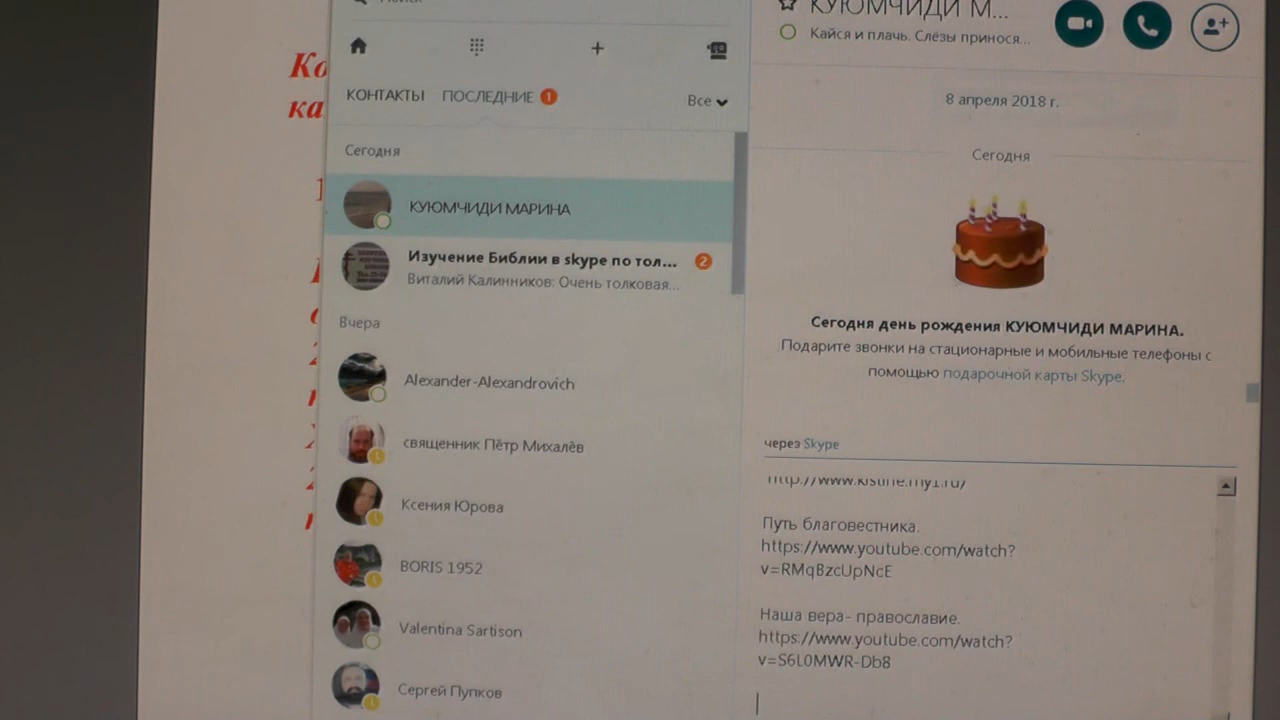 Ко
ка
КОНТАКТЫ ПОСЛЕДНИЕ 1
Все
Сегодня
КУЮМЧИДИ МАРИНА
Изучение Библии в skype по тол... 2
Виталий Калинников: Очень толковая...
Вчера
Alexander-Alexandrovich
священник Пётр Михалёв
Ксения Юрова
BORIS 1952
Valentina Sartison
Сергей Пупков
КУЮМЧИДИ М...
Кайся и плачь. Слёзы принося...
8 апреля 2018 г.
Сегодня
Сегодня день рождения КУЮМЧИДИ МАРИНА.
Подарите звонки на стационарные и мобильные телефоны с
помощью подарочной карты Skype.
через Skype
Путь благовестника.
https://www.youtube.com/watch?
v=RMqBzcUpNcE
Наша вера- православие.
https://www.youtube.com/watch?
v=S6L0MWR-Db8